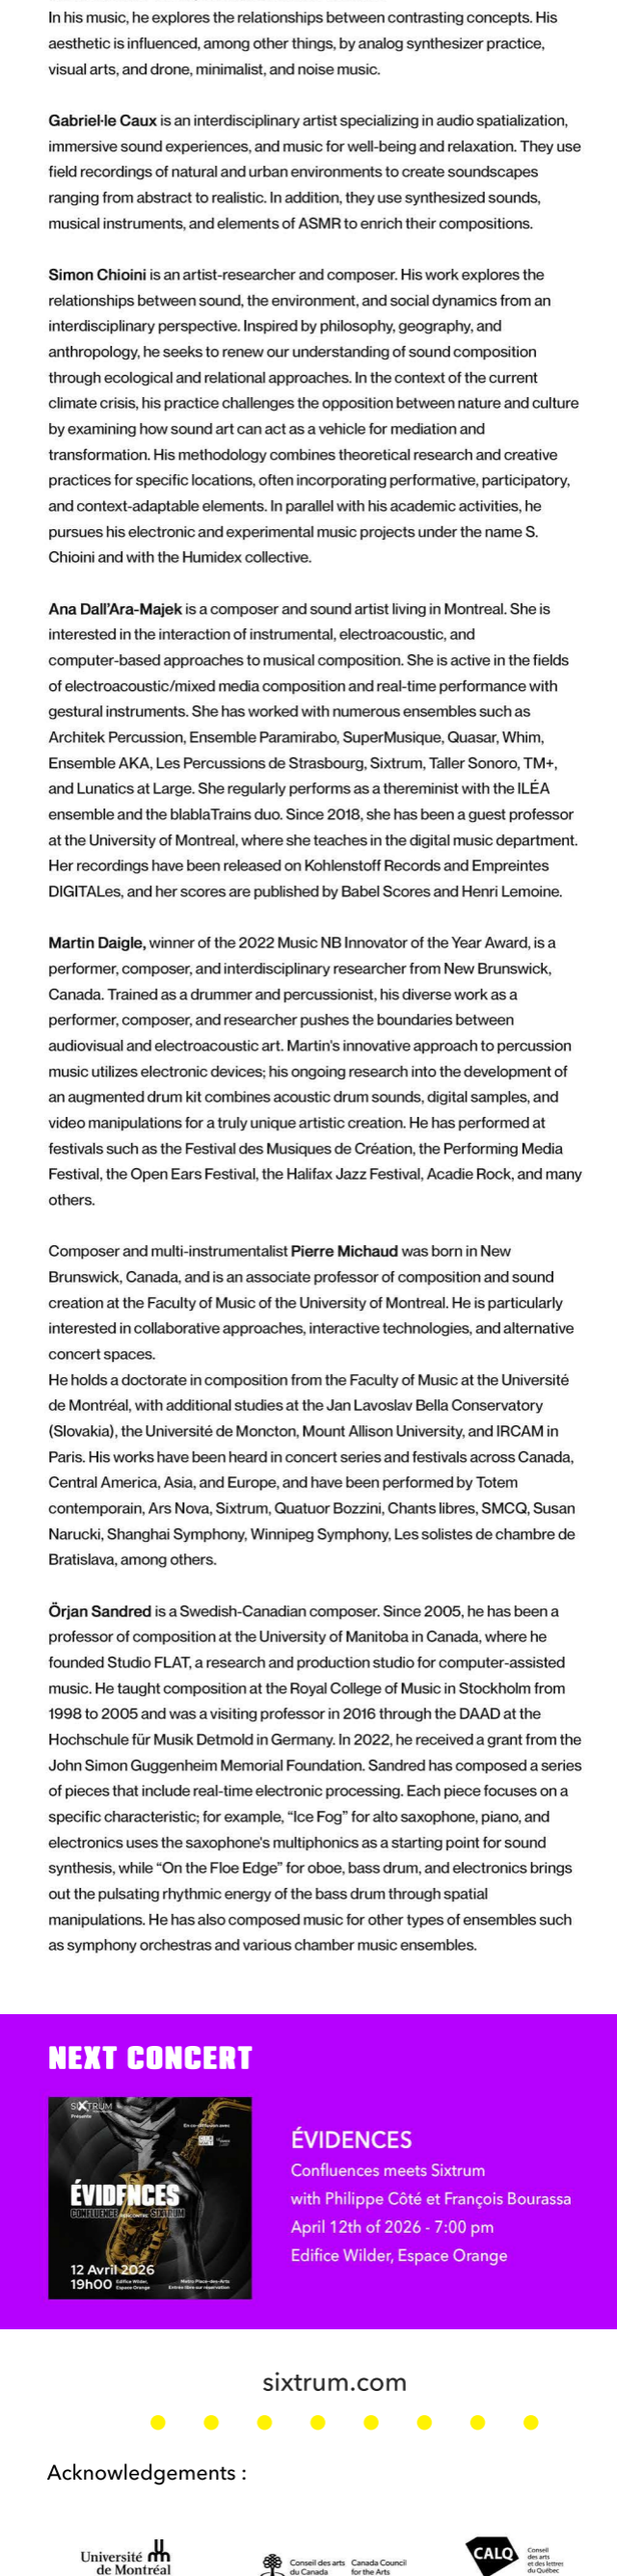 In his music, he explores the relationships between contrasting concepts. His
aesthetic is influenced, among other things, by analog synthesizer practice,
visual arts, and drone, minimalist, and noise music.
Gabriel·le Caux is an interdisciplinary artist specializing in audio spatialization,
immersive sound experiences, and music for well-being and relaxation. They use
field recordings of natural and urban environments to create soundscapes
ranging from abstract to realistic. In addition, they use synthesized sounds,
musical instruments, and elements of ASMR to enrich their compositions.
Simon Chioini is an artist-researcher and composer. His work explores the
relationships between sound, the environment, and social dynamics from an
interdisciplinary perspective. Inspired by philosophy, geography, and
anthropology, he seeks to renew our understanding of sound composition
through ecological and relational approaches. In the context of the current
climate crisis, his practice challenges the opposition between nature and culture
by examining how sound art can act as a vehicle for mediation and
transformation. His methodology combines theoretical research and creative
practices for specific locations, often incorporating performative, participatory,
and context-adaptable elements. In parallel with his academic activities, he
pursues his electronic and experimental music projects under the name S.
Chioini and with the Humidex collective.
Ana Dall'Ara-Majek is a composer and sound artist living in Montreal. She is
interested in the interaction of instrumental, electroacoustic, and
computer-based approaches to musical composition. She is active in the fields
of electroacoustic/mixed media composition and real-time performance with
gestural instruments. She has worked with numerous ensembles such as
Architek Percussion, Ensemble Paramirabo, SuperMusique, Quasar, Whim,
Ensemble AKA, Les Percussions de Strasbourg, Sixtrum, Taller Sonoro, TM+,
and Lunatics at Large. She regularly performs as a thereminist with the ILÉA
ensemble and the blablaTrains duo. Since 2018, she has been a guest professor
at the University of Montreal, where she teaches in the digital music department.
Her recordings have been released on Kohlenstoff Records and Empreintes
DIGITALes, and her scores are published by Babel Scores and Henri Lemoine.
Martin Daigle, winner of the 2022 Music NB Innovator of the Year Award, is a
performer, composer, and interdisciplinary researcher from New Brunswick,
Canada. Trained as a drummer and percussionist, his diverse work as a
performer, composer, and researcher pushes the boundaries between
audiovisual and electroacoustic art. Martin's innovative approach to percussion
music utilizes electronic devices; his ongoing research into the development of
an augmented drum kit combines acoustic drum sounds, digital samples, and
video manipulations for a truly unique artistic creation. He has performed at
festivals such as the Festival des Musiques de Création, the Performing Media
Festival, the Open Ears Festival, the Halifax Jazz Festival, Acadie Rock, and many
others.
Composer and multi-instrumentalist Pierre Michaud was born in New
Brunswick, Canada, and is an associate professor of composition and sound
creation at the Faculty of Music of the University of Montreal. He is particularly
interested in collaborative approaches, interactive technologies, and alternative
concert spaces.
He holds a doctorate in composition from the Faculty of Music at the Université
de Montréal, with additional studies at the Jan Lavoslav Bella Conservatory
(Slovakia), the Université de Moncton, Mount Allison University, and IRCAM in
Paris. His works have been heard in concert series and festivals across Canada,
Central America, Asia, and Europe, and have been performed by Totem
contemporain, Ars Nova, Sixtrum, Quatuor Bozzini, Chants libres, SMCQ, Susan
Narucki, Shanghai Symphony, Winnipeg Symphony, Les solistes de chambre de
Bratislava, among others.
Örjan Sandred is a Swedish-Canadian composer. Since 2005, he has been a
professor of composition at the University of Manitoba in Canada, where he
founded Studio FLAT, a research and production studio for computer-assisted
music. He taught composition at the Royal College of Music in Stockholm from
1998 to 2005 and was a visiting professor in 2016 through the DAAD at the
Hochschule für Musik Detmold in Germany. In 2022, he received a grant from the
John Simon Guggenheim Memorial Foundation. Sandred has composed a series
of pieces that include real-time electronic processing. Each piece focuses on a
specific characteristic; for example, “Ice Fog” for alto saxophone, piano, and
electronics uses the saxophone's multiphonics as a starting point for sound
synthesis, while “On the Floe Edge” for oboe, bass drum, and electronics brings
out the pulsating rhythmic energy of the bass drum through spatial
manipulations. He has also composed music for other types of ensembles such
as symphony orchestras and various chamber music ensembles.
NEXT CONCERT
SIXTRUM
Présente
En co-diffusion avec
ÉVIDENCES
CONFLUENCE RENCONTRE SIXTRUM
12 Avril 2026
19h00
Édifice Wilder,
Espace Orange
Métro Place-des-Arts
Entrée libre sur réservation
ÉVIDENCES
Confluences meets Sixtrum
with Philippe Côté et François Bourassa
April 12th of 2026 - 7:00 pm
Edifice Wilder, Espace Orange
sixtrum.com
Acknowledgements :
Université
de Montréal
Conseil des arts
du Canada
Canada Council
for the Arts
CALQ
Conseil
des arts
et des lettres
du Québec